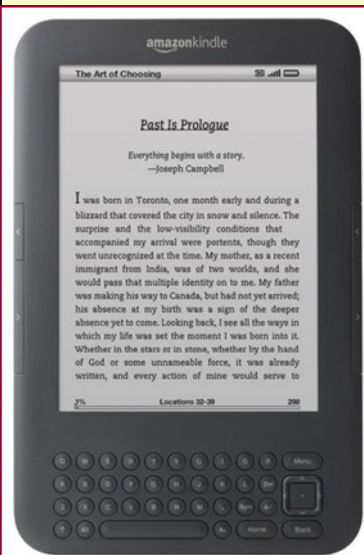 amazonkindle
The Art of Choosing 3G
Past Is Prologue
Everything begins with a story.
—Joseph Campbell
I was born in Toronto, one month early and during a
blizzard that covered the city in snow and silence. The
surprise and the low-visibility conditions that
accompanied my arrival were portents, though they
went unrecognized at the time. My mother, as a recent
immigrant from India, was of two worlds, and she
would pass that multiple identity on to me. My father
was making his way to Canada, but had not yet arrived;
his absence at my birth was a sign of the deeper
absence yet to come. Looking back, I see all the ways in
which my life was set the moment I was born into it.
Whether in the stars or in stone, whether by the hand
of God or some unnameable force, it was already
written, and every action of mine would serve to
1% Locations 32-39 298
Q W E R T Y U I O P Menu
A S D F G H J K L Del
Z X C V B N M . Sym
Alt Aa Home Back